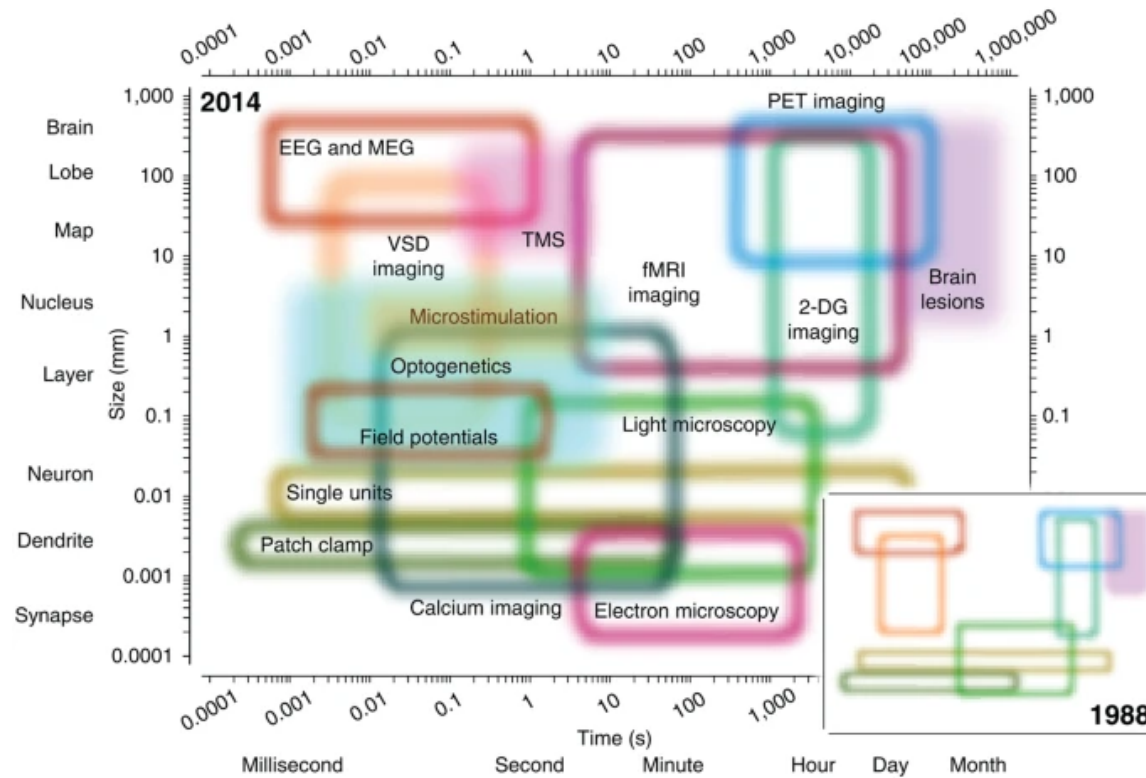 0.0001 0.001 0.01 0.1 1 10 100 1,000 10,000 100,000 1,000,000
2014
PET imaging
1,000 1,000
Brain
EEG and MEG
Lobe
100 100
Map
VSD
imaging
TMS
10 10
fMRI
imaging
Brain
lesions
Nucleus
2-DG
imaging
Microstimulation
1 1
Size (mm)
Layer
Optogenetics
0.1 0.1
Light microscopy
Field potentials
Neuron
Single units
0.01
Dendrite
Patch clamp
0.001
Synapse
Calcium imaging
Electron microscopy
0.0001
0.0001 0.001 0.01 0.1 1 10 100 1,000
1988
Time (s)
Millisecond Second Minute Hour Day Month